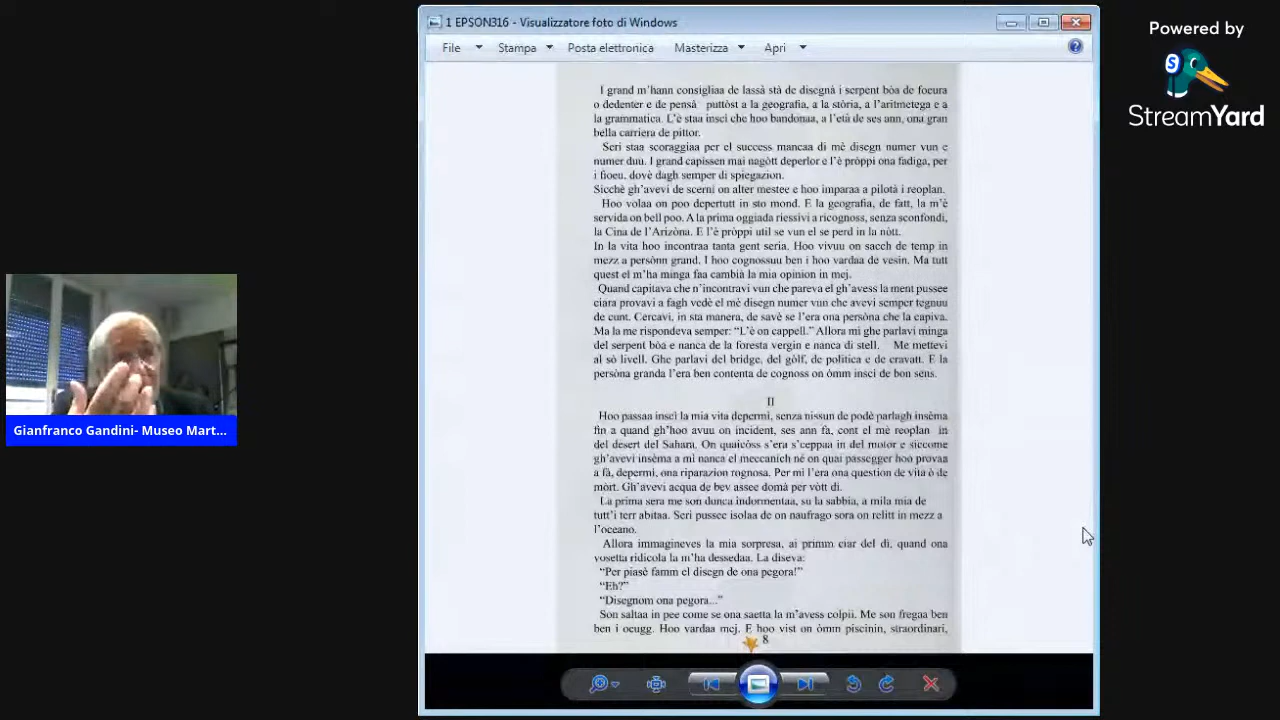 1 EPSON316 - Visualizzatore foto di Windows
File Stampa Posta elettronica Masterizza Apri
Powered by
StreamYard
I grand m'hann consigliaa de lassà stà de disegnà i serpent bòa de foeura
o dedenter e de pensà puttòst a la geografia, a la stòria, a l'aritmetega e a
la grammatica. L'è staa inscì che hoo bandonaa, a l'età de ses ann, ona gran
bella carriera de pittor.
Seri staa scoraggiaa per el success mancaa di mè disegn numer vun e
numer duu. I grand capissen mai nagòtt deperlor e l'è pròppi ona fadiga, per
i fioeu, dovè dagh semper di spiegazion.
Sicchè gh'avevi de scerni on alter mestee e hoo imparaa a pilotà i reoplan.
Hoo volaa on poo depertutt in sto mond. E la geografia, de fatt, la m'è
servida on bell poo. A la prima oggiada riessivi a ricognoss, senza sconfondi,
la Cina de l'Arizòna. E l'è pròppi util se vun el se perd in la nòtt.
In la vita hoo incontraa tanta gent seria. Hoo vivuu on sacch de temp in
mezz a persònn grand. I hoo cognossuu ben i hoo vardaa de vesin. Ma tutt
quest el m'ha minga faa cambià la mia opinion in mej.
Quand capitava che n'incontravi vun che pareva el gh'avess la ment pussee
ciara provavi a fagh vedè el mè disegn numer vun che avevi semper tegnuu
de cunt. Cercavi, in sta manera, de savè se l'era ona persòna che la capiva.
Ma la me rispondeva semper: “L'è on cappell.” Allora mi ghe parlavi minga
del serpent bòa e nanca de la foresta vergin e nanca di stell. Me mettevi
al sò livell. Ghe parlavi del bridge, del gòlf, de politica e de cravatt. E la
persòna granda l'era ben contenta de cognoss on òmm inscì de bon sens.
II
Hoo passaa inscì la mia vita depermi, senza nissun de podè parlagh insèma
fin a quand gh'hoo avuu on incident, ses ann fa, cont el mè reoplan in
del desert del Sahara. On quaicòss s'era s'ceppaa in del motor e siccome
gh'avevi insèma a mì nanca el meccanich né on quai passegger hoo provaa
a fà, depermi, ona riparazion rognosa. Per mi l'era ona question de vita ò de
mòrt. Gh'avevi acqua de bev assee domà per vòtt dì.
La prima sera me son dunca indormentaa, su la sabbia, a mila mia de
tutt'i terr abitaa. Seri pussee isolaa de on naufrago sora on relitt in mezz a
l'oceano.
Allora immagineves la mia sorpresa, ai primm ciar del dì, quand ona
vosetta ridicola la m'ha dessedaa. La diseva:
“Per piasè famm el disegn de ona pegora!”
“Eh?”
“Disegnom ona pegora...”
Son saltaa in pee come se ona saetta la m'avess colpii. Me son fregaa ben
ben i oeugg. Hoo vardaa mej. E hoo vist on òmm piscinin, straordinari,
8
Gianfranco Gandini- Museo Mart...